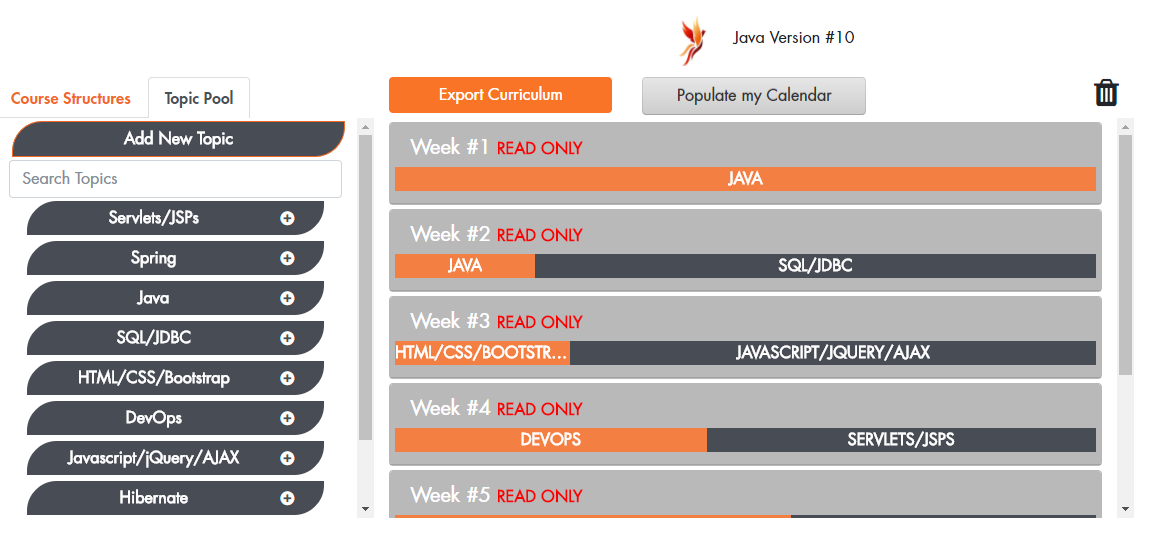 Java Version #10
Course Structures
Topic Pool
Export Curriculum
Populate my Calendar
Add New Topic
Search Topics
Servlets/JSPs
Spring
Java
SQL/JDBC
HTML/CSS/Bootstrap
DevOps
Javascript/jQuery/AJAX
Hibernate
Week #1 READ ONLY
JAVA
Week #2 READ ONLY
JAVA
SQL/JDBC
Week #3 READ ONLY
HTML/CSS/BOOTSTR...
JAVASCRIPT/JQUERY/AJAX
Week #4 READ ONLY
DEVOPS
SERVLETS/JSPS
Week #5 READ ONLY